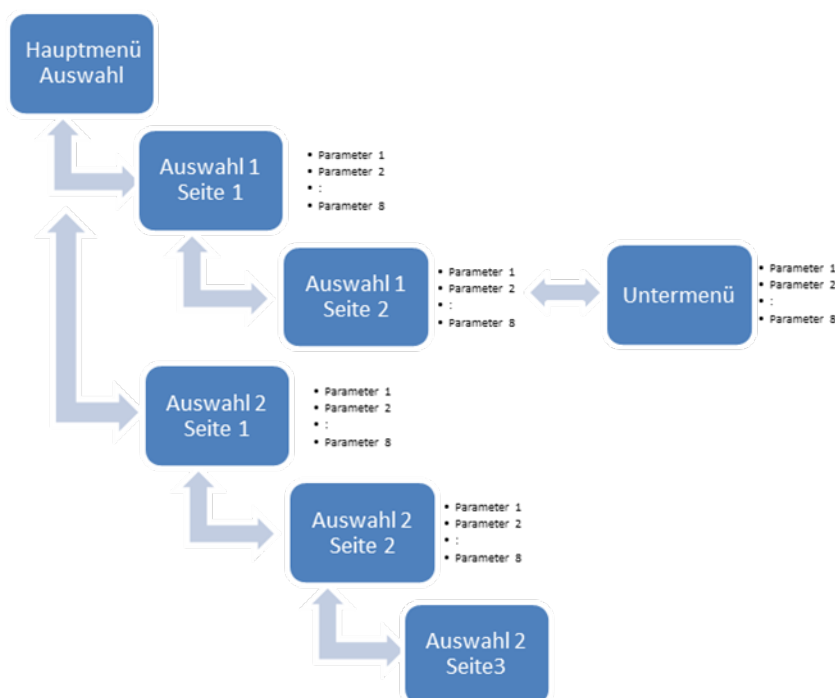 Hauptmenü
Auswahl
Auswahl 1
Seite 1
• Parameter 1
• Parameter 2
• :
• Parameter 8
Auswahl 1
Seite 2
• Parameter 1
• Parameter 2
• :
• Parameter 8
Untermenü
• Parameter 1
• Parameter 2
• :
• Parameter 8
Auswahl 2
Seite 1
• Parameter 1
• Parameter 2
• :
• Parameter 8
Auswahl 2
Seite 2
• Parameter 1
• Parameter 2
• :
• Parameter 8
Auswahl 2
Seite3